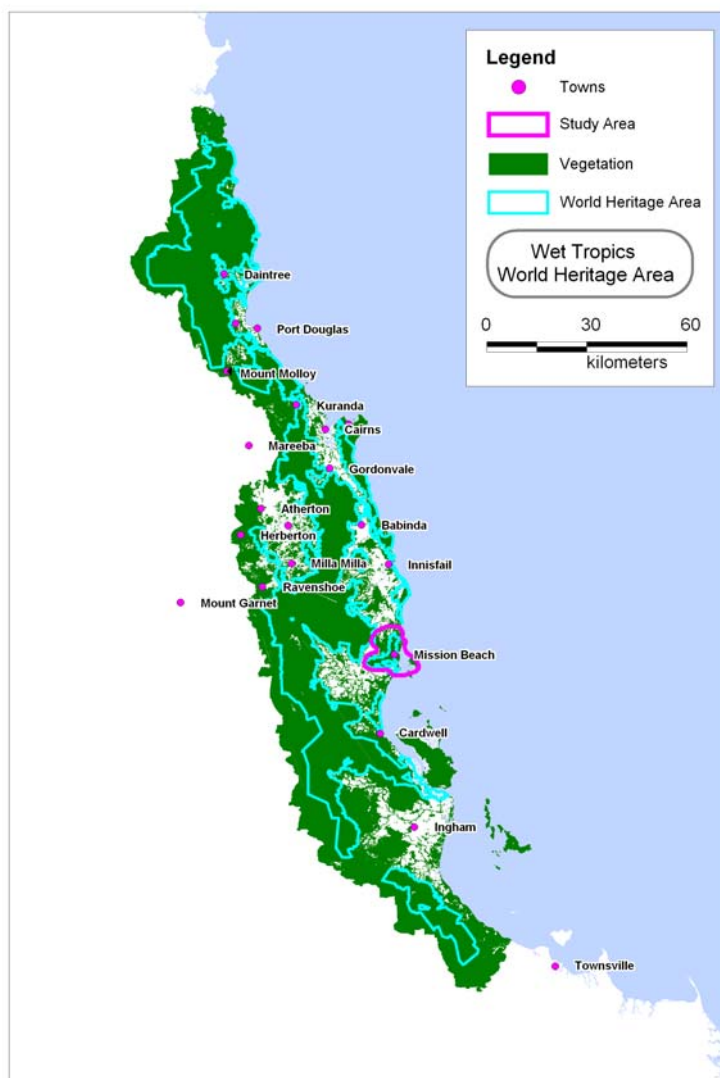 Legend
Towns
Study Area
Vegetation
World Heritage Area
Wet Tropics
World Heritage Area
0 30 60
kilometers
Daintree
Port Douglas
Mount Molloy
Kuranda
Cairns
Mareeba
Gordonvale
Atherton
Babinda
Herberton
Milla Milla
Innisfail
Ravenshoe
Mount Garnet
Mission Beach
Cardwell
Ingham
Townsville